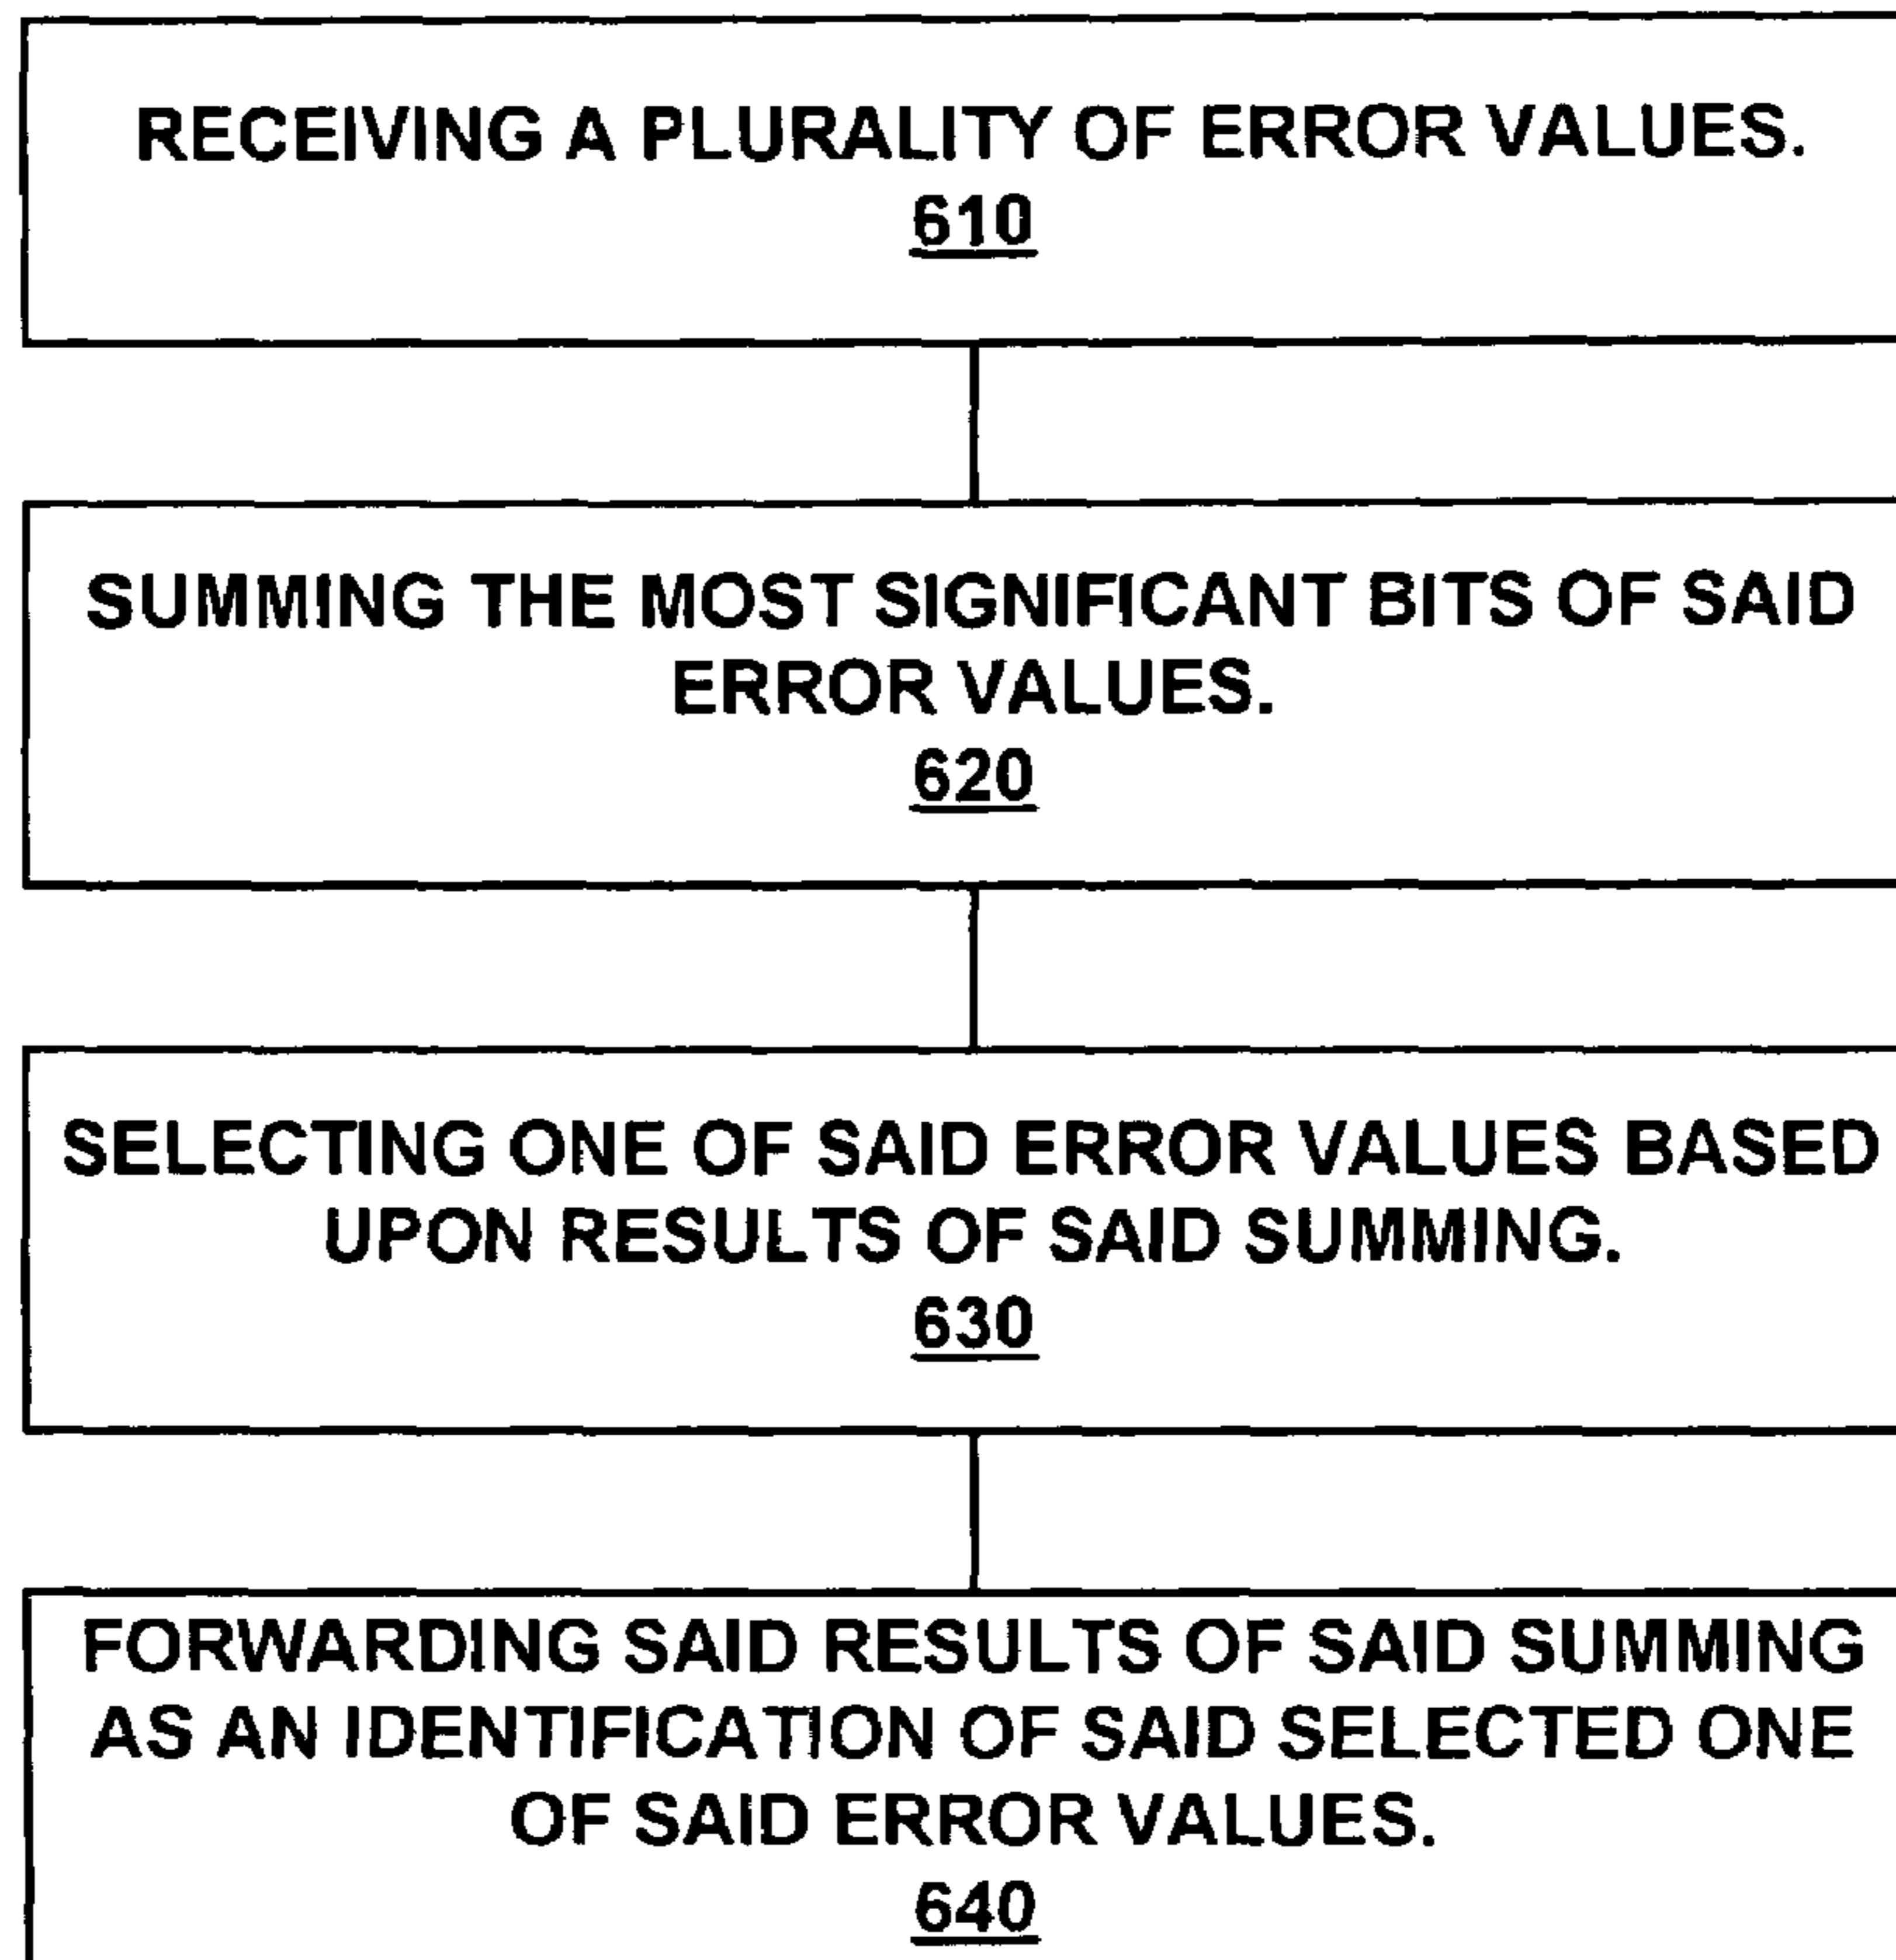 RECEIVING A PLURALITY OF ERROR VALUES.
610
SUMMING THE MOST SIGNIFICANT BITS OF SAID
ERROR VALUES.
620
SELECTING ONE OF SAID ERROR VALUES BASED
UPON RESULTS OF SAID SUMMING.
630
FORWARDING SAID RESULTS OF SAID SUMMING
AS AN IDENTIFICATION OF SAID SELECTED ONE
OF SAID ERROR VALUES.
640